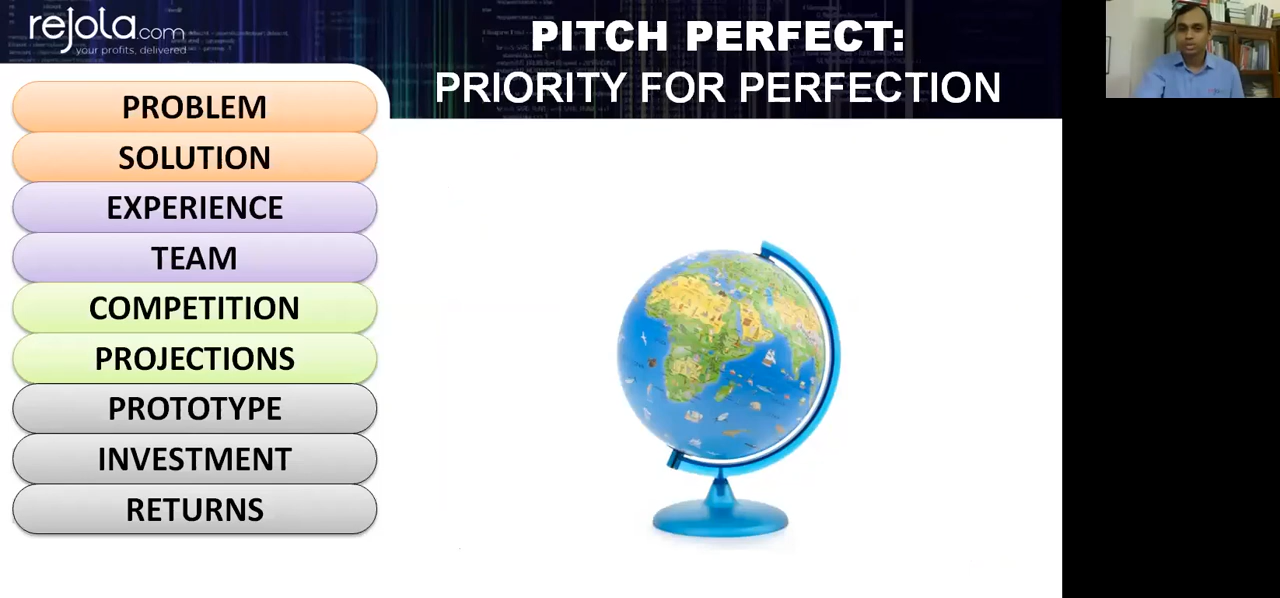 rejola.com
your profits, delivered
PITCH PERFECT:
PRIORITY FOR PERFECTION
PROBLEM
SOLUTION
EXPERIENCE
TEAM
COMPETITION
PROJECTIONS
PROTOTYPE
INVESTMENT
RETURNS